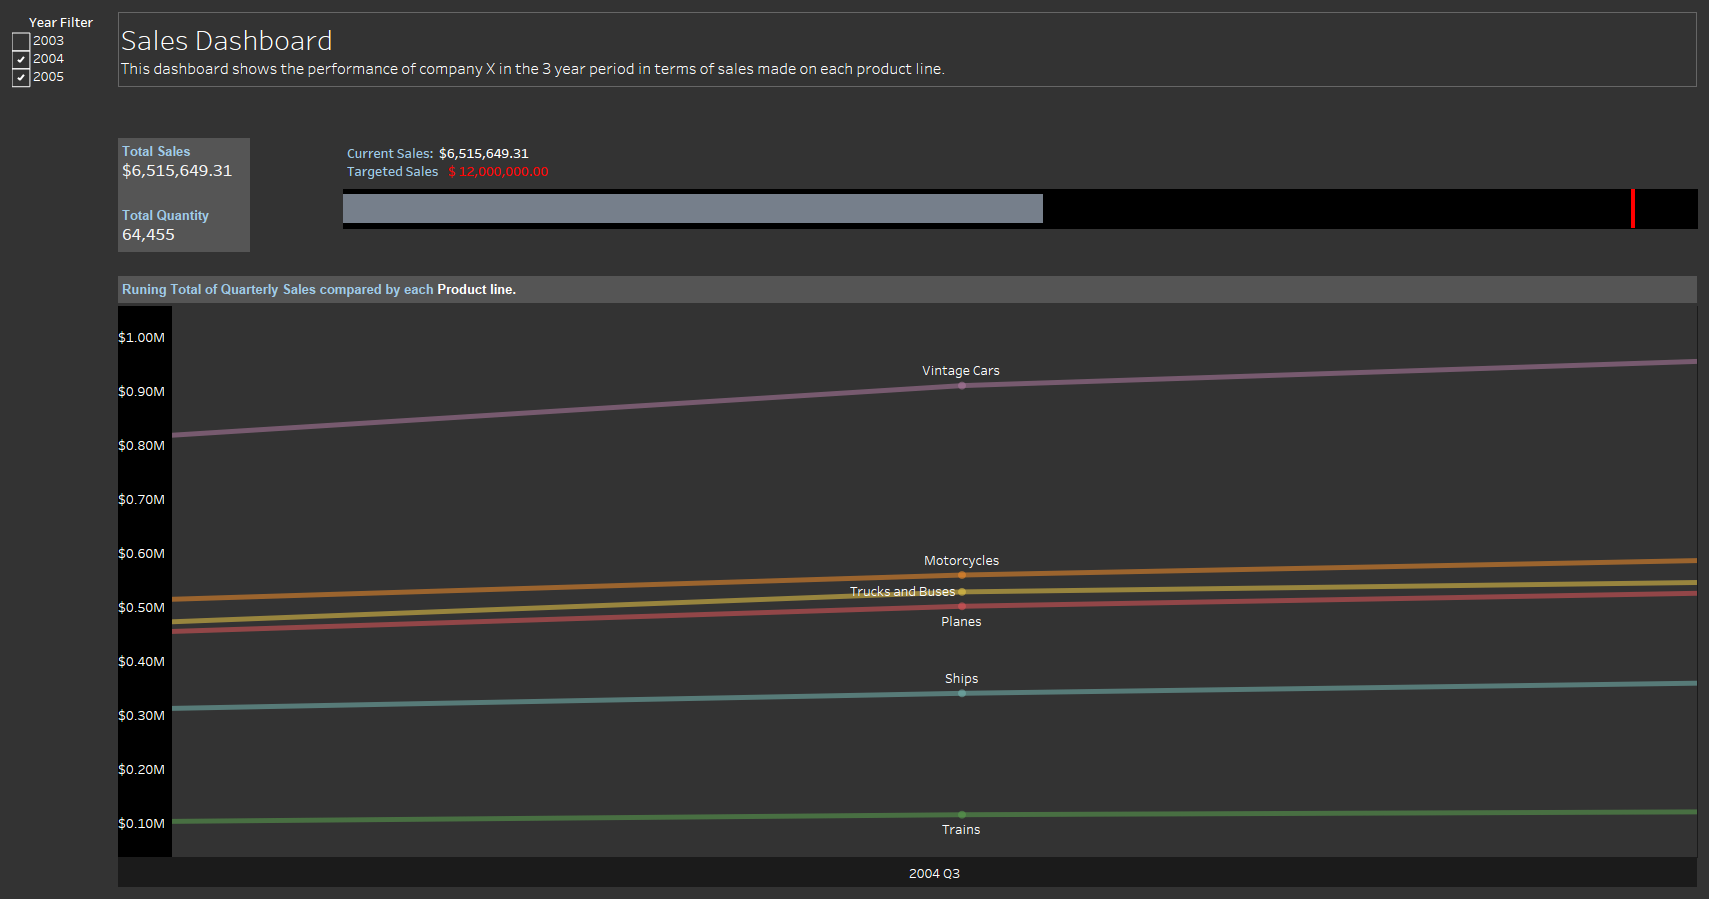 Year Filter
2003
2004
2005
Sales Dashboard
This dashboard shows the performance of company X in the 3 year period in terms of sales made on each product line.
Total Sales
$6,515,649.31
Total Quantity
64,455
Current Sales: $6,515,649.31
Targeted Sales $ 12,000,000.00
Runing Total of Quarterly Sales compared by each Product line.
$1.00M
$0.90M
$0.80M
$0.70M
$0.60M
$0.50M
$0.40M
$0.30M
$0.20M
$0.10M
Vintage Cars
Motorcycles
Trucks and Buses
Planes
Ships
Trains
2004 Q3